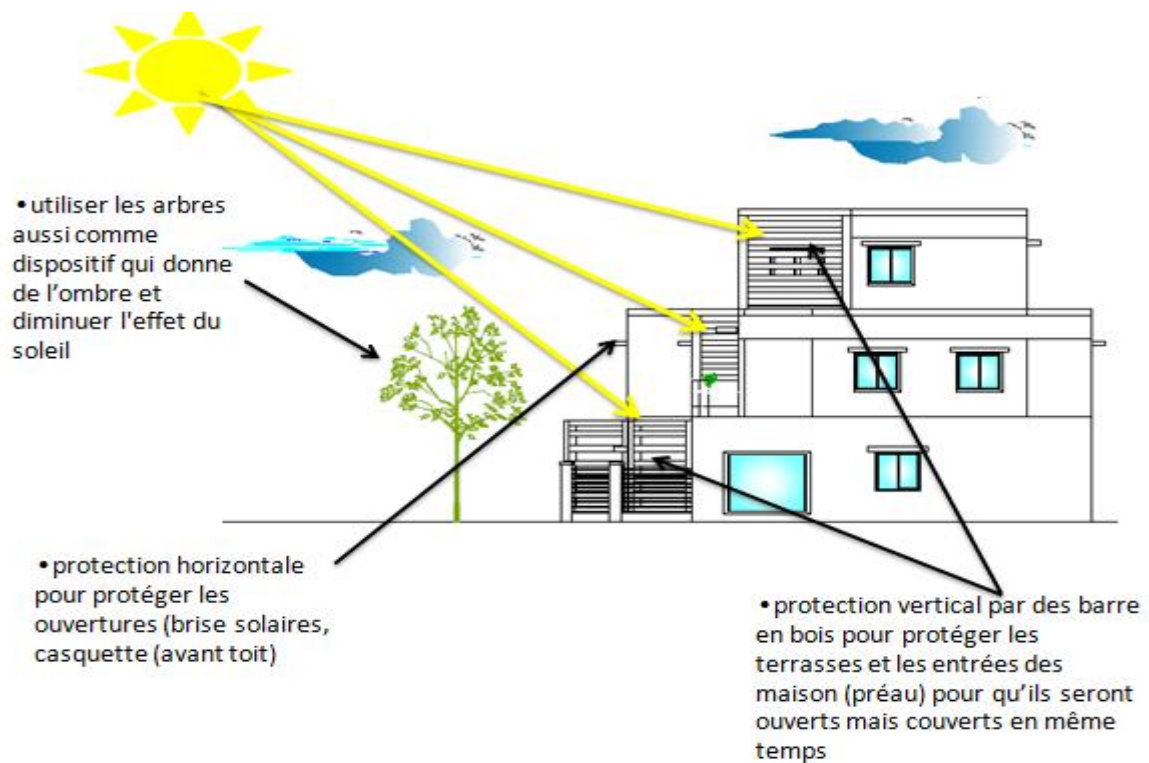 •utiliser les arbres
aussi comme
dispositif qui donne
de l’ombre et
diminuer l'effet du
soleil
•protection horizontale
pour protéger les
ouvertures (brise solaires,
casquette (avant toit)
•protection vertical par des barre
en bois pour protéger les
terrasses et les entrées des
maison (préau) pour qu’ils seront
ouverts mais couverts en même
temps